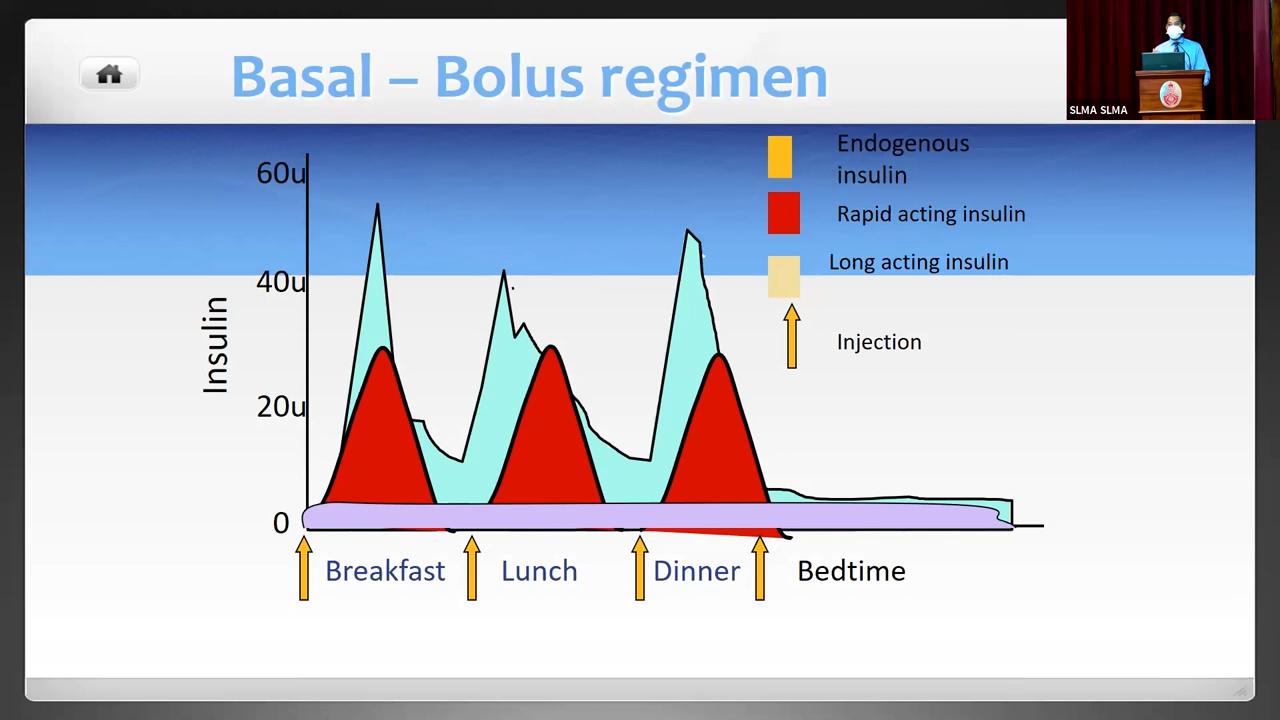 Basal – Bolus regimen
SLMA SLMA
Endogenous
insulin
Rapid acting insulin
Long acting insulin
Injection
60u
40u
20u
0
Insulin
Breakfast
Lunch
Dinner
Bedtime